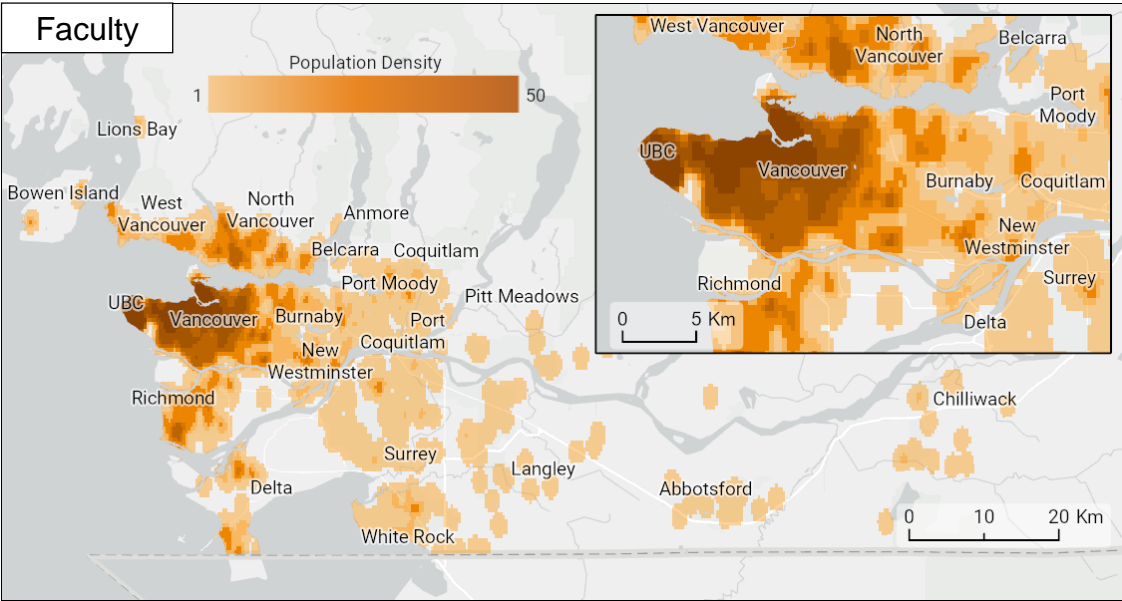 Faculty
Population Density
1
50
Lions Bay
Bowen Island
West
Vancouver
North
Vancouver
Anmore
Belcarra
Coquitlam
Port Moody
Pitt Meadows
UBC
Vancouver
Burnaby
Port
Coquitlam
New
Westminster
Richmond
Surrey
Delta
Langley
White Rock
Abbotsford
Chilliwack
0
10
20 Km
West Vancouver
North
Vancouver
Belcarra
Port
Moody
UBC
Vancouver
Burnaby
Coquitlam
New
Westminster
Richmond
Surrey
Delta
0
5 Km